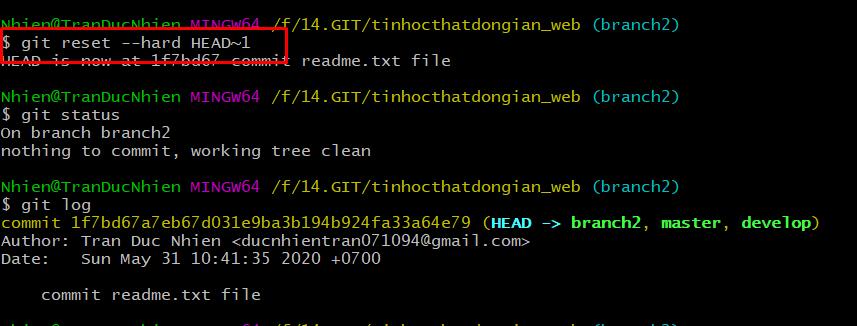 Nhien@TranDucNhien MINGW64 /f/14.GIT/tinhocthatdongian_web (branch2)
$ git reset --hard HEAD~1
HEAD is now at 1f7bd67 commit readme.txt file
Nhien@TranDucNhien MINGW64 /f/14.GIT/tinhocthatdongian_web (branch2)
$ git status
On branch branch2
nothing to commit, working tree clean
Nhien@TranDucNhien MINGW64 /f/14.GIT/tinhocthatdongian_web (branch2)
$ git log
commit 1f7bd67a7eb67d031e9ba3b194b924fa33a64e79 (HEAD -> branch2, master, develop)
Author: Tran Duc Nhien <ducnhientran071094@gmail.com>
Date:   Sun May 31 10:41:35 2020 +0700
commit readme.txt file